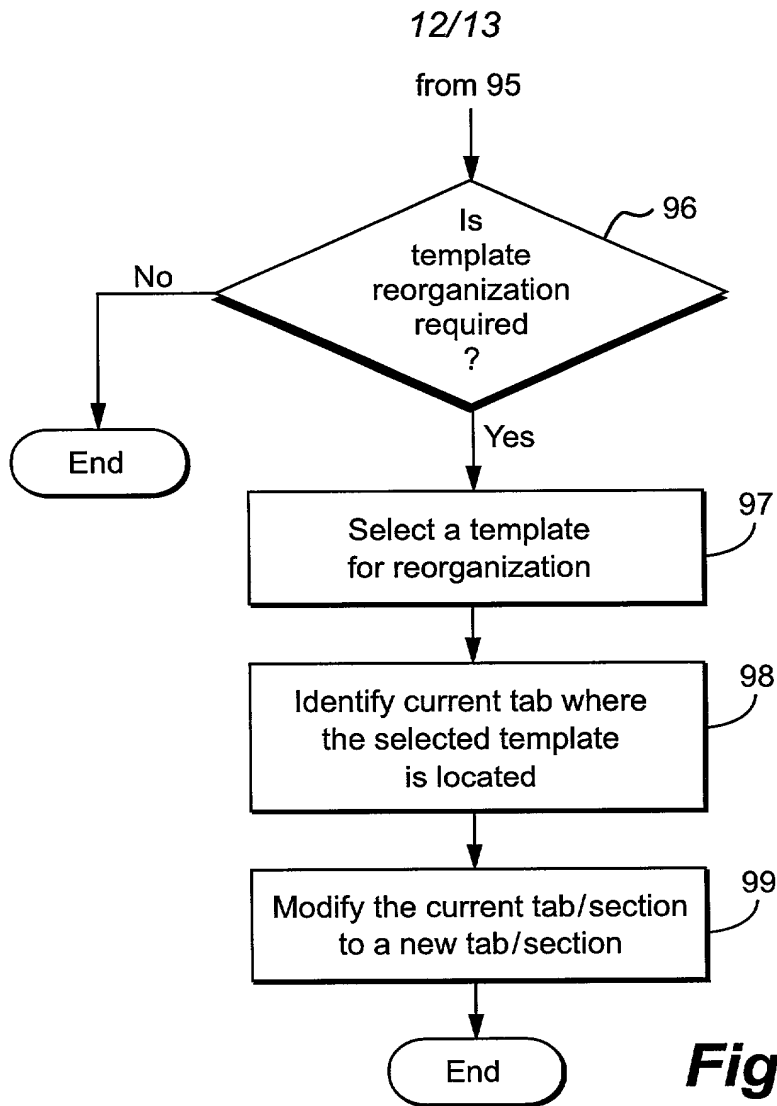 12/13
from 95
96
Is
template
reorganization
required
?
No
End
Yes
97
Select a template
for reorganization
98
Identify current tab where
the selected template
is located
99
Modify the current tab/section
to a new tab/section
End
Fig